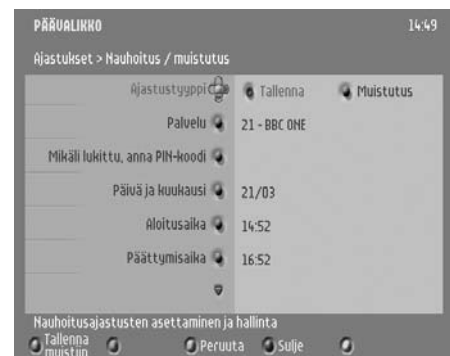 PÄÄVALIKKO 14:49
Ajastukset > Nauhoitus / muistutus
Ajastustyyppi Tallenna Muistutus
Palvelu 21 - BBC ONE
Mikäli lukittu, anna PIN-koodi
Päivä ja kuukausi 21/03
Aloitusaika 14:52
Päättymisaika 16:52
Nauhoitusajastusten asettaminen ja hallinta
Tallenna muistiin Peruuta Sulje